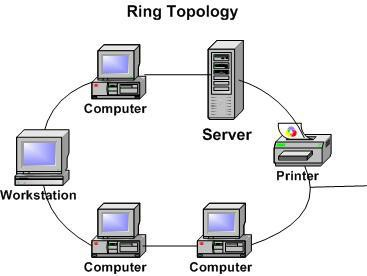 Ring Topology
Computer
Server
Printer
Workstation
Computer
Computer